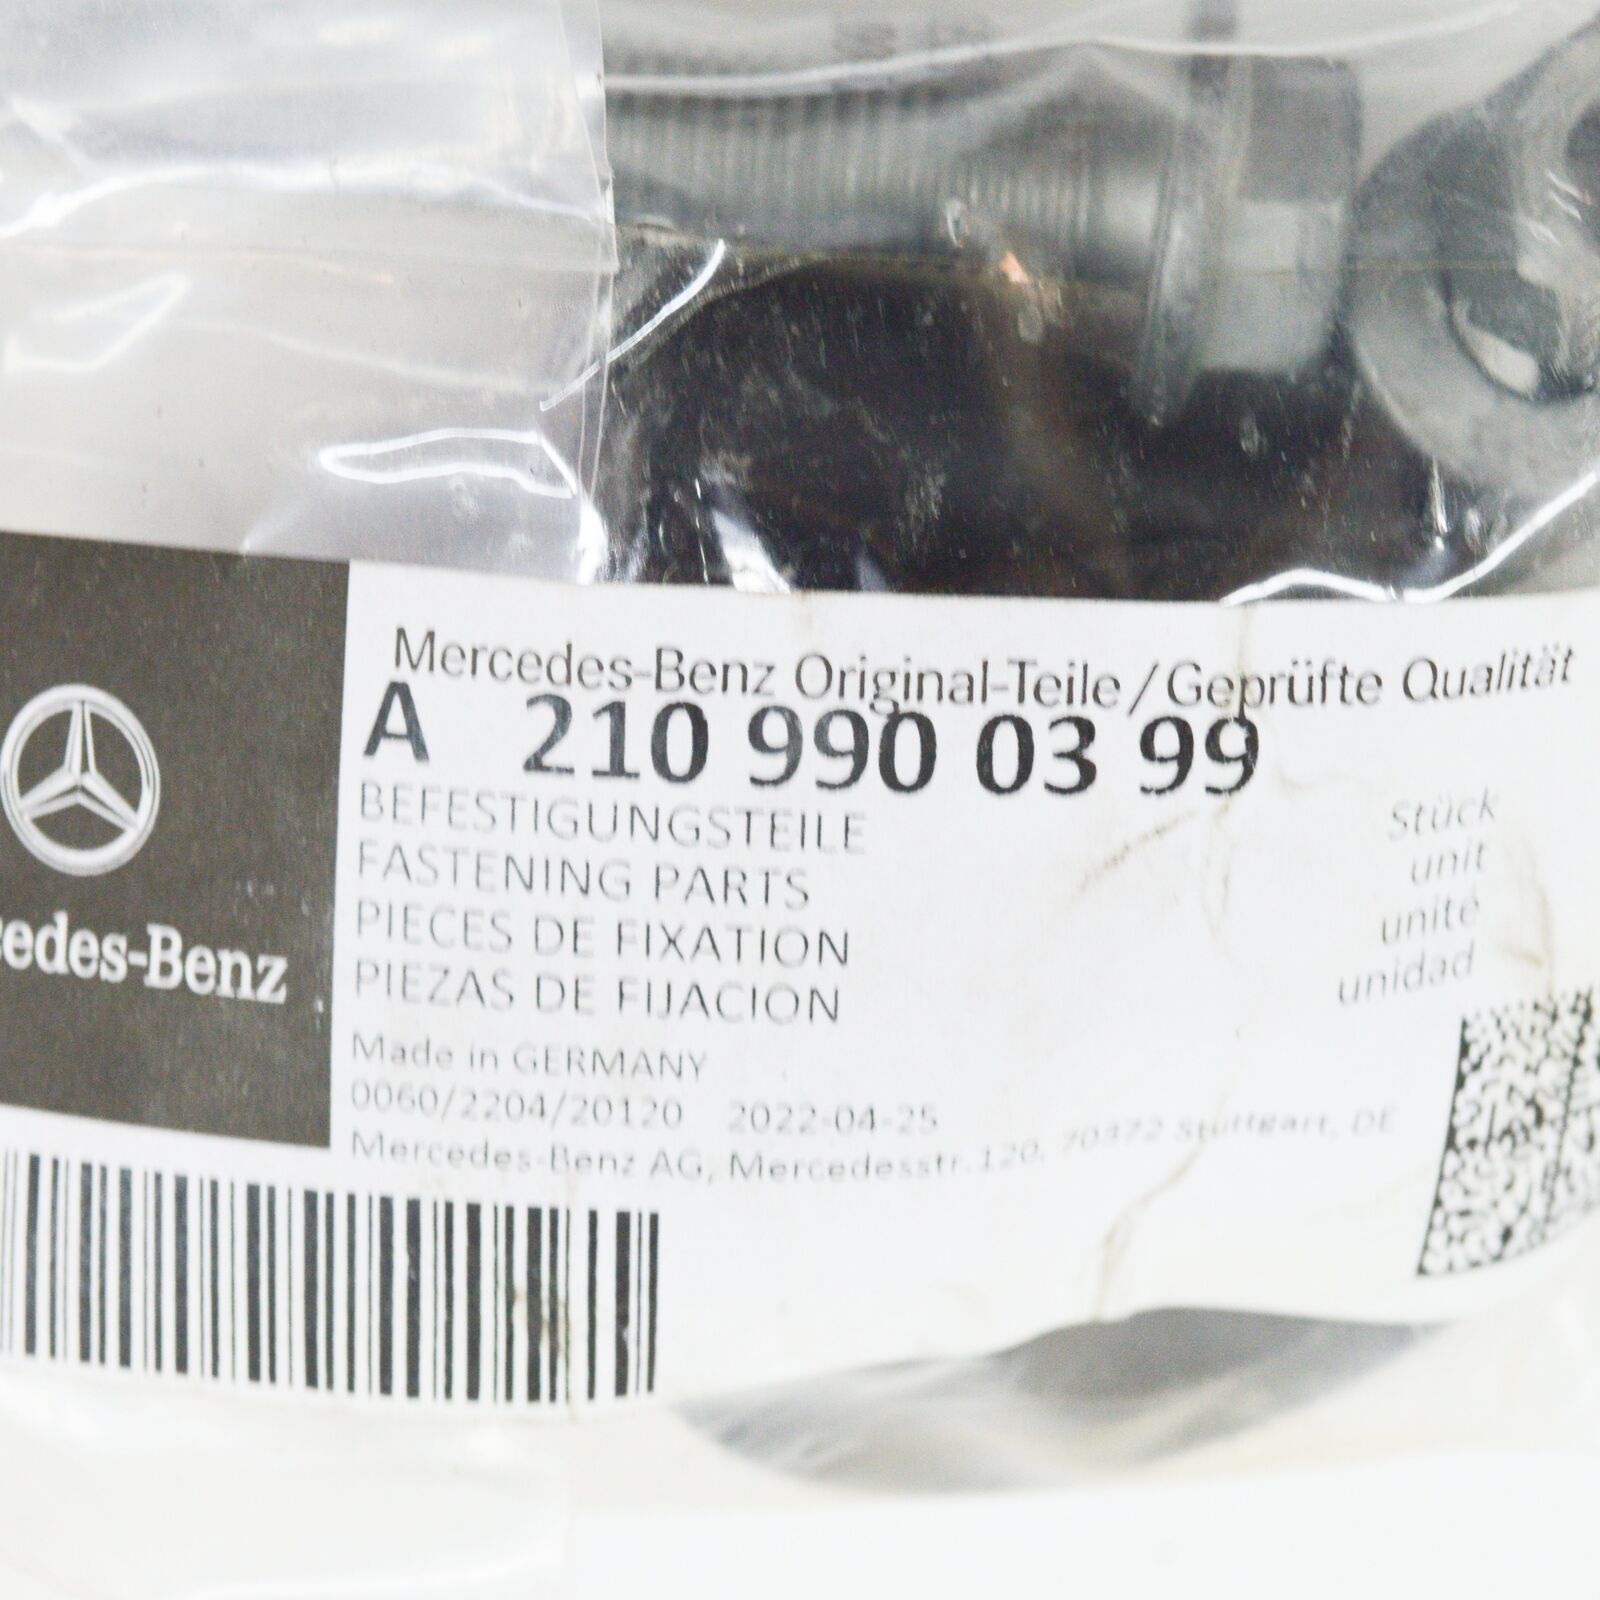 Mercedes-Benz Original-Teile / Geprüfte Qualität
A 210 990 03 99
BEFESTIGUNGSTEILE
FASTENING PARTS
PIECES DE FIXATION
PIEZAS DE FIJACION
Stück
unit
unité
unidad
Made in GERMANY
0060/2204/20120 2022-04-25
Mercedes-Benz AG, Mercedesstr. 120, 70372 Stuttgart, DE
cedes-Benz